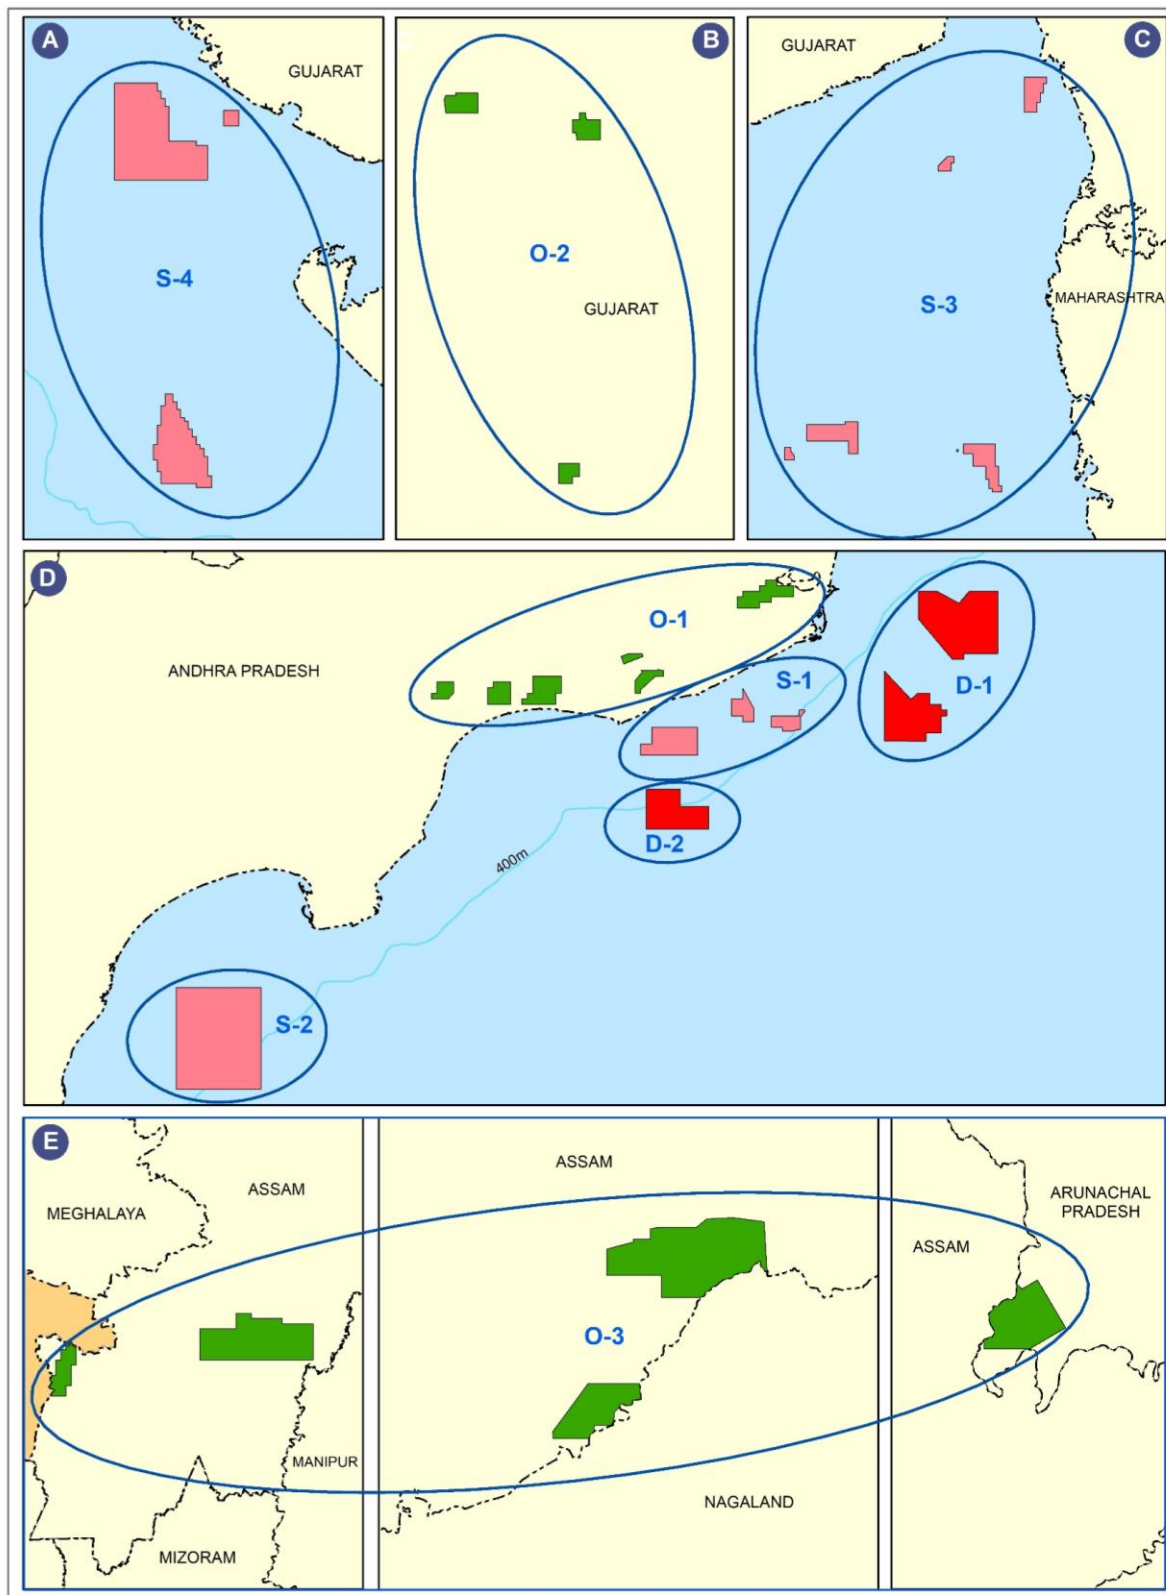 A
GUJARAT
S-4
B
O-2
GUJARAT
C
GUJARAT
S-3
MAHARASHTRA
D
ANDHRA PRADESH
O-1
S-1
D-1
D-2
400m
S-2
E
MEGHALAYA
ASSAM
MANIPUR
MIZORAM
ASSAM
O-3
NAGALAND
ARUNACHAL
PRADESH
ASSAM